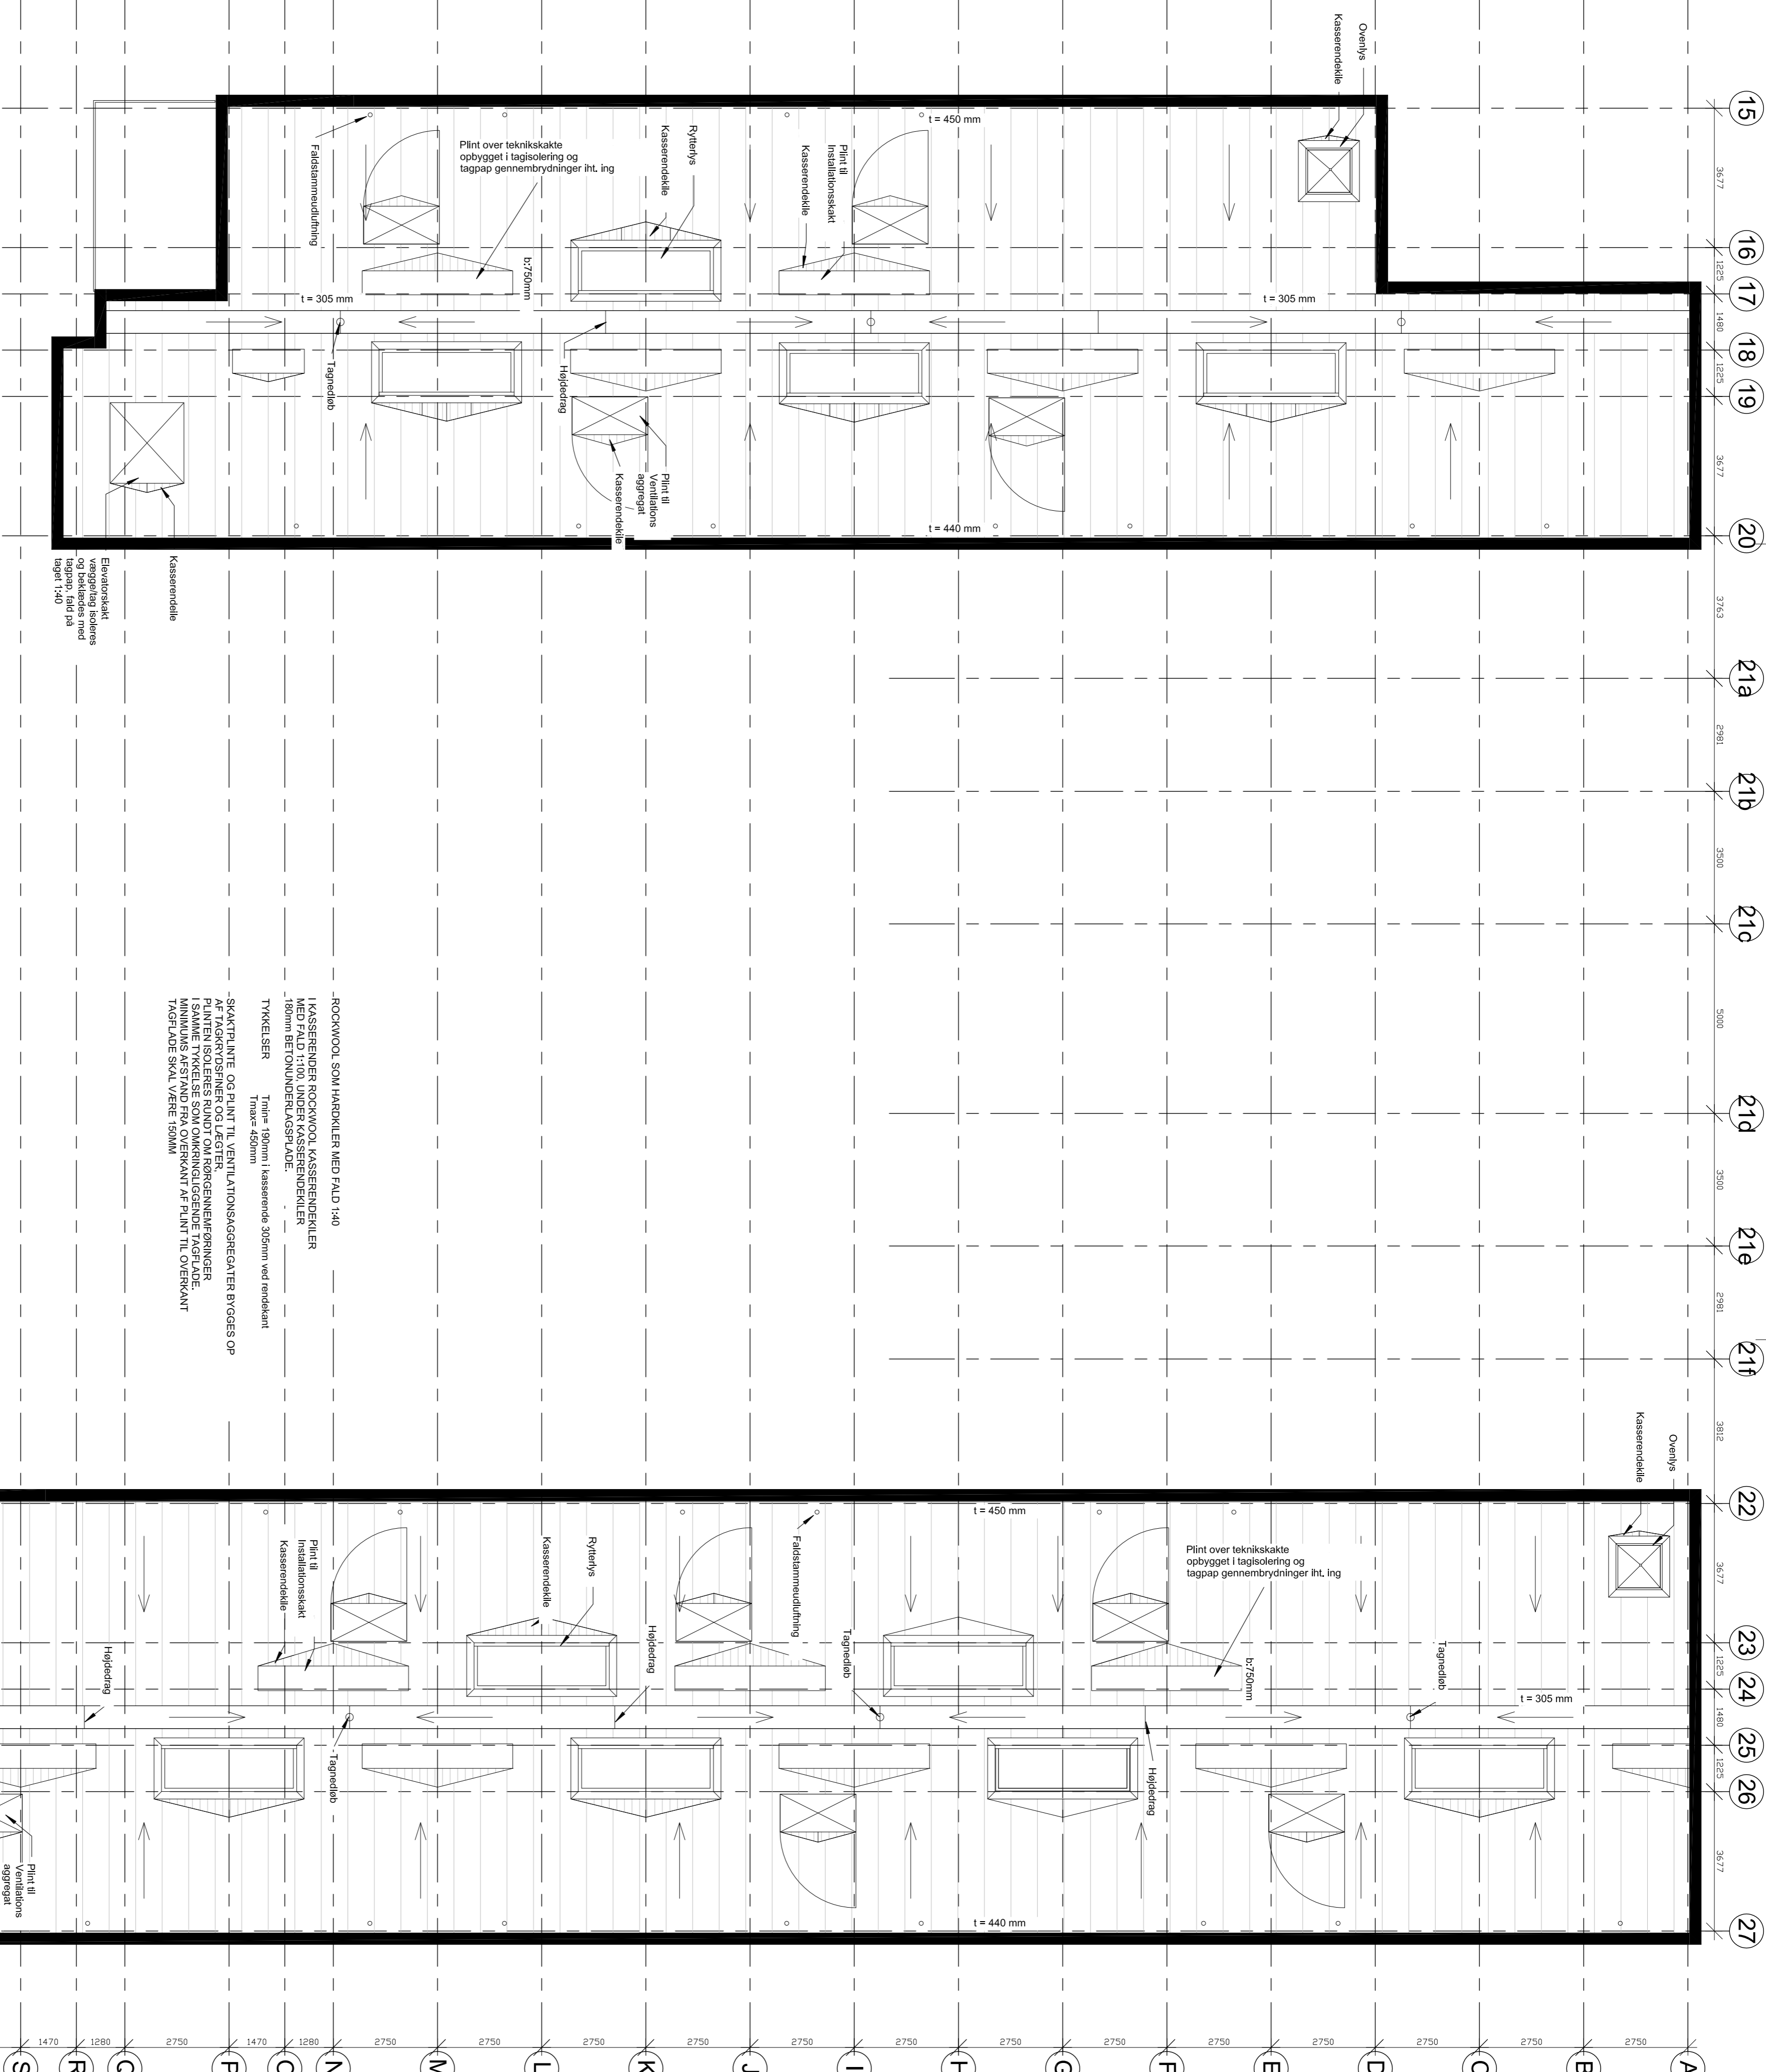 15
16
17
18
19
20
21a
21b
21c
21d
21e
21f
22
23
24
25
26
27
3677
1225
1480
1225
3677
3763
2981
3500
5000
3500
2981
3812
3677
1225
1480
1225
3677
Ovenlys
Kasserendekile
t = 450 mm
Plint til
Installationsskakt
Kasserendekile
Rytterlys
Kasserendekile
Plint over teknikskakte
opbygget i tagisolering og
tagpap gennembrydninger iht. ing
Faldstammeudluftning
b:750mm
t = 305 mm
t = 305 mm
Tagnedløb
Højdedrag
Plint til
Ventilations
aggregat
Kasserendekile
t = 440 mm
Kasserendeile
Elevatorskakt
vægge/tag isoleres
og beklædes med
tagpap, fald på
taget 1:40
-ROCKWOOL SOM HARDKILER MED FALD 1:40
I KASSERENDER ROCKWOOL KASSERENDEKILER
MED FALD 1:100, UNDER KASSERENDEKILER
180mm BETONUNDERLAGSPLADE.
TYKKELSER Tmin= 190mm i kasserende 305mm ved rendekant
Tmax= 450mm
-SKAKTPLINTE OG PLINT TIL VENTILATIONSAGGREGATER BYGGES OP
AF TAGKRYDSFINER OG LÆGTER,
PLINTEN ISOLERES RUNDT OM RØRGENNEMFØRINGER
I SAMME TYKKELSE SOM OMKRINGLIGGENDE TAGFLADE.
MINIMUMS AFSTAND FRA OVERKANT AF PLINT TIL OVERKANT
TAGFLADE SKAL VÆRE 150MM
Ovenlys
Kasserendekile
t = 450 mm
Plint over teknikskakte
opbygget i tagisolering og
tagpap gennembrydninger iht. ing
Faldstammeudluftning
Rytterlys
Kasserendekile
Plint til
Installationsskakt
Kasserendekile
Tagnedløb
b:750mm
t = 305 mm
Tagnedløb
Højdedrag
Højdedrag
Højdedrag
Tagnedløb
Plint til
Ventilations
aggregat
t = 440 mm
1470
1280
2750
1470
1280
2750
2750
2750
2750
2750
2750
2750
2750
2750
2750
2750
2750
2750
S
R
Q
P
O
N
M
L
K
J
I
H
G
F
E
D
C
B
A